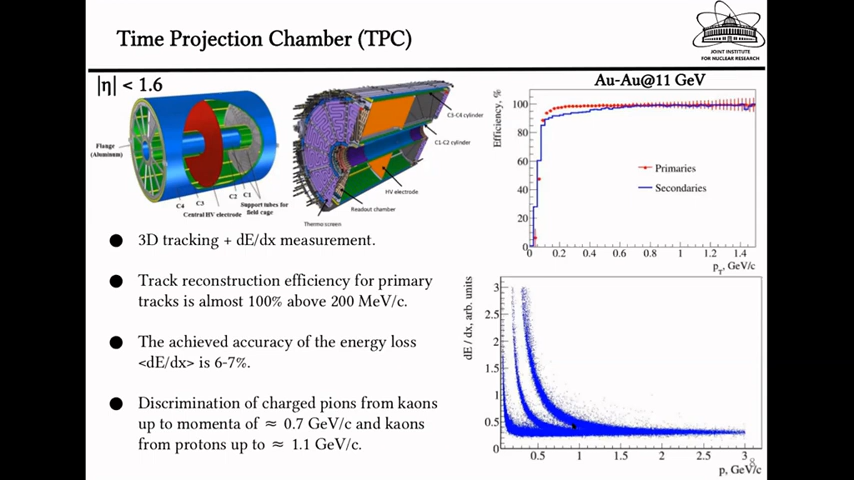 Time Projection Chamber (TPC)
JOINT INSTITUTE
FOR NUCLEAR RESEARCH
|η| < 1.6
Flange
(Aluminum)
C4
C3
C2
C1
Central HV electrode
Support tubes for
field cage
C3-C4 cylinder
C1-C2 cylinder
HV electrode
Readout chamber
Thermo screen
Au-Au@11 GeV
Efficiency, %
100
80
60
40
20
0
0 0.2 0.4 0.6 0.8 1 1.2 1.4
Primaries
Secondaries
p_T, GeV/c
● 3D tracking + dE/dx measurement.
● Track reconstruction efficiency for primary
tracks is almost 100% above 200 MeV/c.
● The achieved accuracy of the energy loss
<dE/dx> is 6-7%.
● Discrimination of charged pions from kaons
up to momenta of ≈ 0.7 GeV/c and kaons
from protons up to ≈ 1.1 GeV/c.
dE / dx, arb. units
3
2.5
2
1.5
1
0.5
0
0.5 1 1.5 2 2.5 3
p, GeV/c